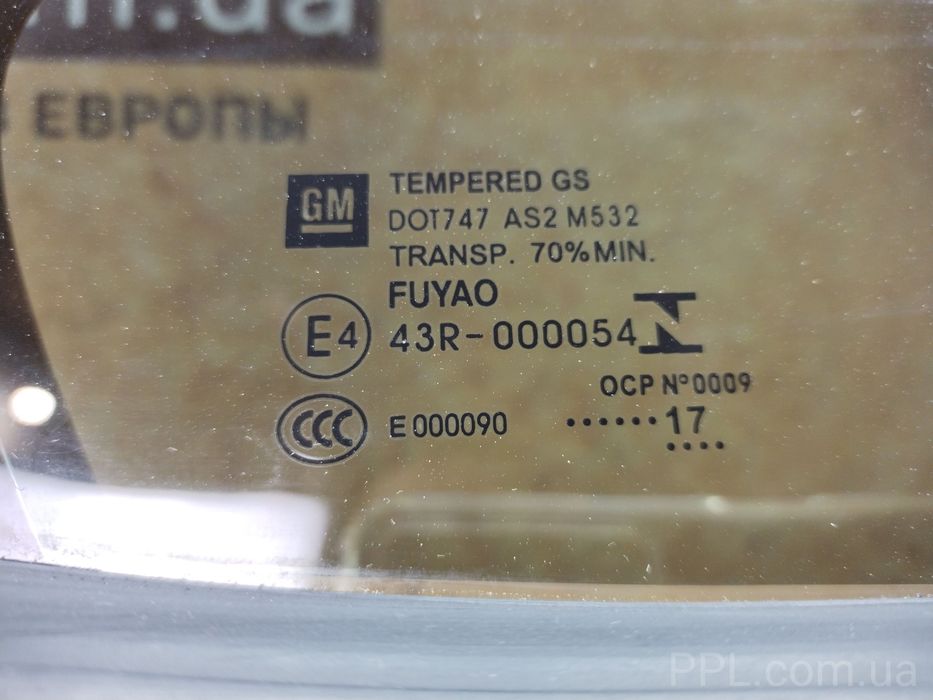 m.ua
ЕВРОПЫ
GM
TEMPERED GS
DOT747 AS2 M532
TRANSP. 70%MIN.
FUYAO
E4
43R-000054
OCP N°0009
CCC
E000090
······17
····
PPL.com.ua